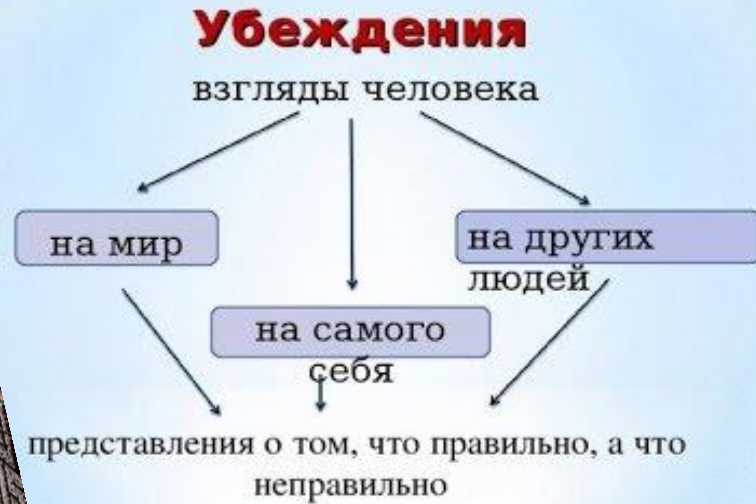 Убеждения
взгляды человека
на мир
на других
людей
на самого
себя
представления о том, что правильно, а что
неправильно